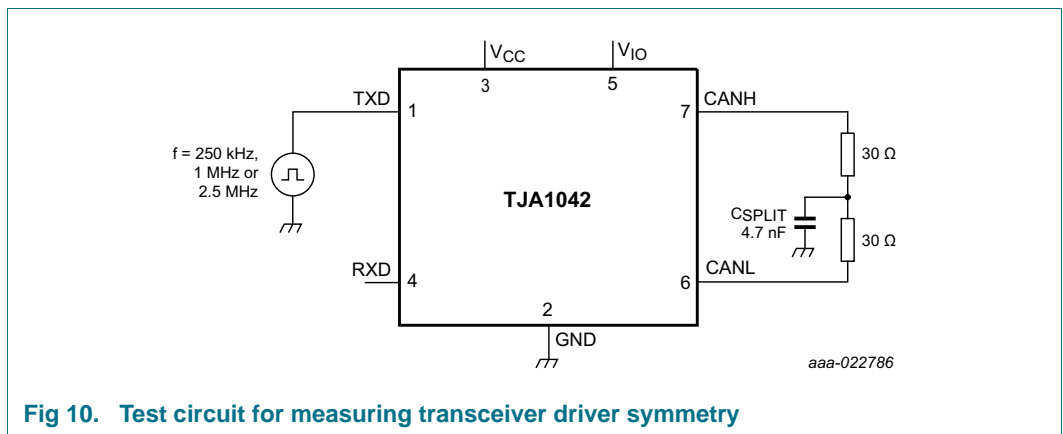 VCC
VIO
3
5
TXD
1
7
CANH
f = 250 kHz,
1 MHz or
2.5 MHz
30 Ω
TJA1042
CSPLIT
4.7 nF
30 Ω
RXD
4
6
CANL
2
GND
aaa-022786
Fig 10. Test circuit for measuring transceiver driver symmetry